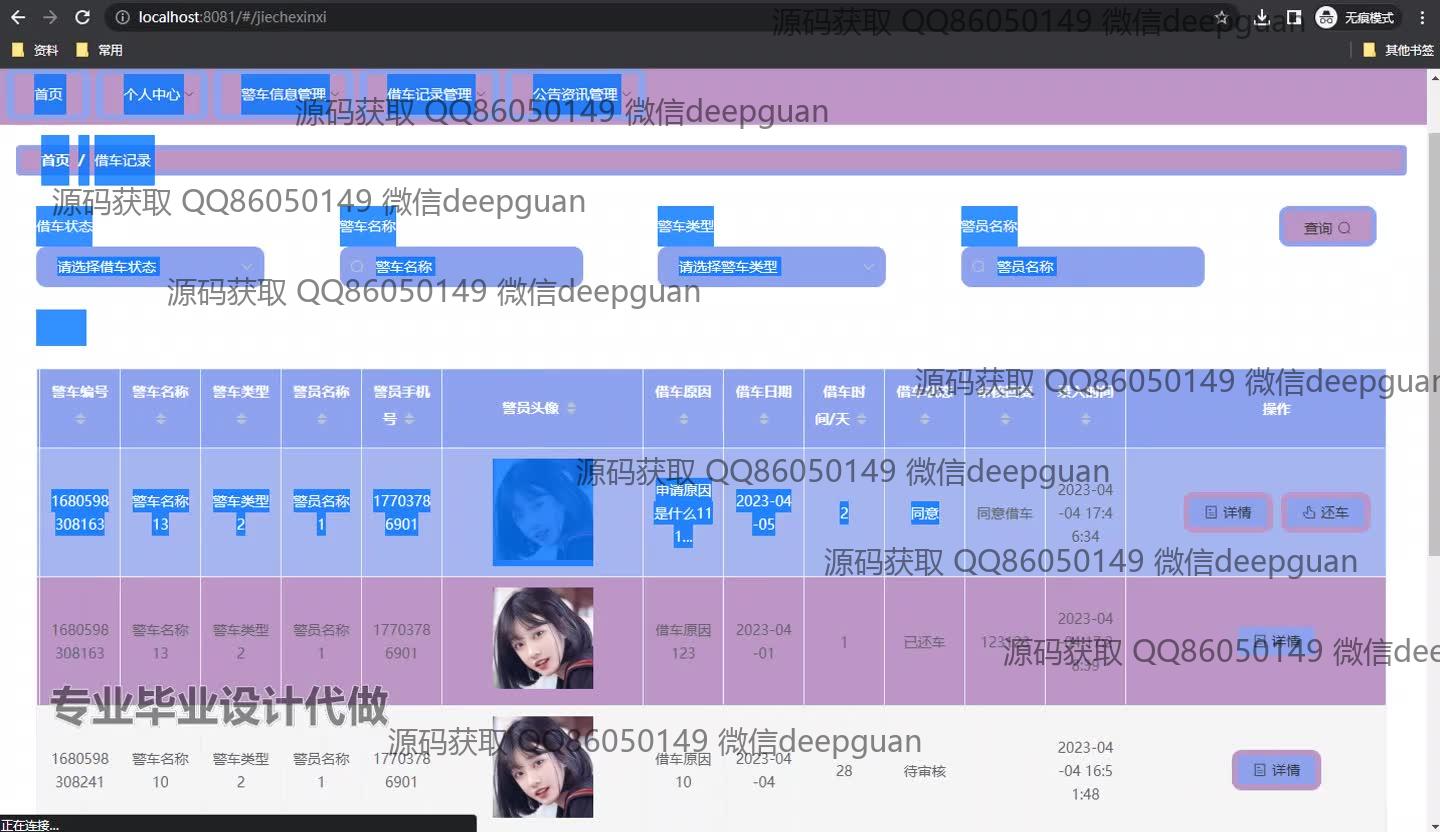 localhost:8081/#/jiechexinxi
无痕模式
资料
常用
其他书签
源码获取 QQ86050149 微信deepguan
首页
个人中心
警车信息管理
借车记录管理
公告资讯管理
源码获取 QQ86050149 微信deepguan
首页 / 借车记录
源码获取 QQ86050149 微信deepguan
借车状态
警车名称
警车类型
警员名称
查询
请选择借车状态
警车名称
请选择警车类型
警员名称
源码获取 QQ86050149 微信deepguan
警车编号
警车名称
警车类型
警员名称
警员手机号
警员头像
借车原因
借车日期
借车时间/天
操作
源码获取 QQ86050149 微信deepguan
源码获取 QQ86050149 微信deepguan
1680598308163
警车名称13
警车类型2
警员名称1
17703786901
申请原因是什么111...
2023-04-05
2
同意
同意借车
2023-04-04 17:46:34
详情
还车
源码获取 QQ86050149 微信deepguan
1680598308163
警车名称13
警车类型2
警员名称1
17703786901
借车原因123
2023-04-01
1
已还车
详情
源码获取 QQ86050149 微信dee
专业毕业设计代做
源码获取 QQ86050149 微信deepguan
1680598308241
警车名称10
警车类型2
警员名称1
17703786901
借车原因10
2023-04-04
28
待审核
2023-04-04 16:51:48
详情
正在连接...